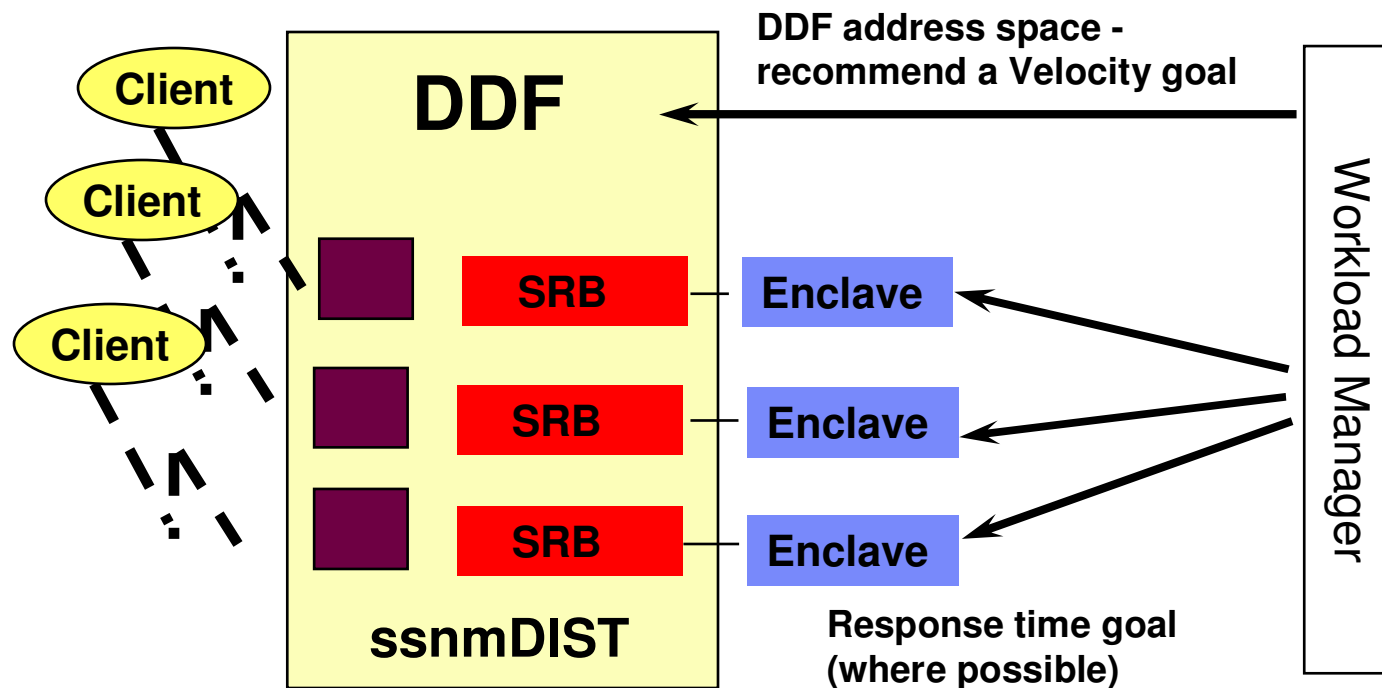 DDF address space -
recommend a Velocity goal
Client
DDF
Client
Workload Manager
SRB
Enclave
Client
SRB
Enclave
SRB
Enclave
ssnmDIST
Response time goal
(where possible)